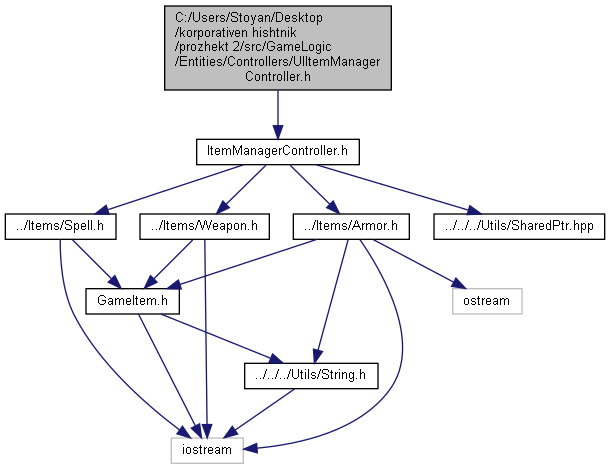 C:/Users/Stoyan/Desktop
/korporativen hishtnik
/prozhekt 2/src/GameLogic
/Entities/Controllers/UIItemManager
Controller.h
ItemManagerController.h
../Items/Spell.h
../Items/Weapon.h
../Items/Armor.h
../../../Utils/SharedPtr.hpp
GameItem.h
ostream
../../../Utils/String.h
iostream